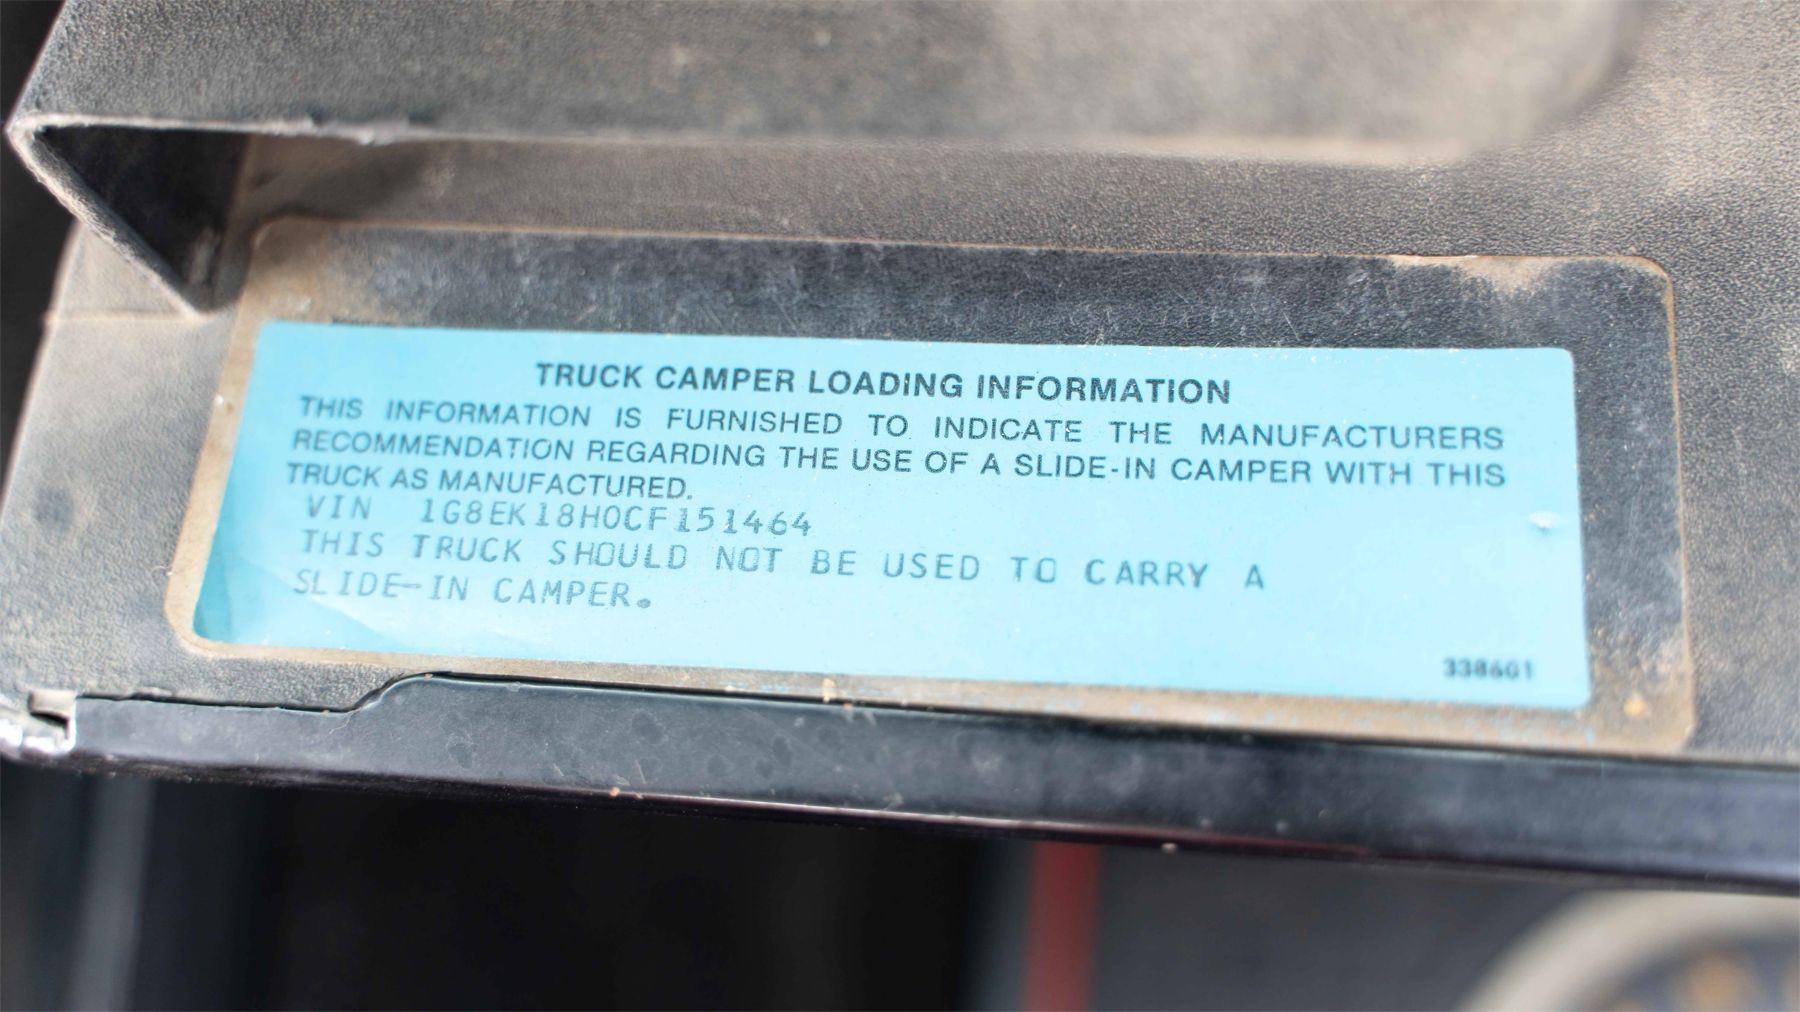 TRUCK CAMPER LOADING INFORMATION
THIS INFORMATION IS FURNISHED TO INDICATE THE MANUFACTURERS
RECOMMENDATION REGARDING THE USE OF A SLIDE-IN CAMPER WITH THIS
TRUCK AS MANUFACTURED.
VIN 1G8EK18H0CF151464
THIS TRUCK SHOULD NOT BE USED TO CARRY A
SLIDE-IN CAMPER.
338601